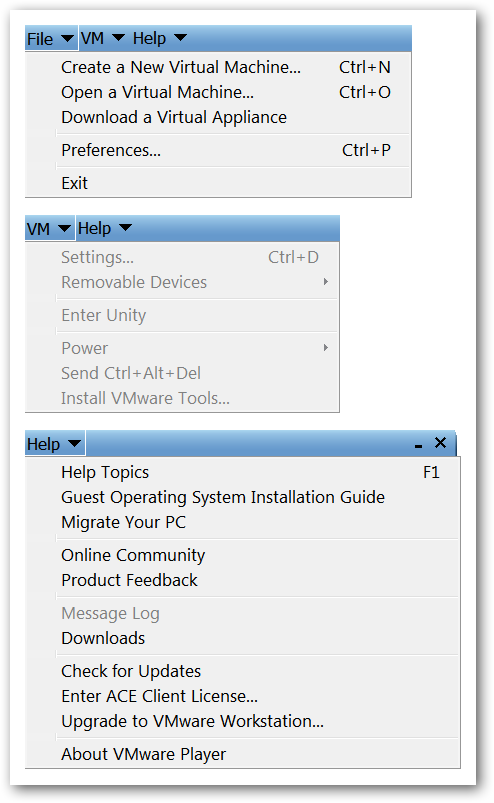 File VM Help
Create a New Virtual Machine... Ctrl+N
Open a Virtual Machine... Ctrl+O
Download a Virtual Appliance
Preferences... Ctrl+P
Exit
VM Help
Settings... Ctrl+D
Removable Devices
Enter Unity
Power
Send Ctrl+Alt+Del
Install VMware Tools...
Help
Help Topics F1
Guest Operating System Installation Guide
Migrate Your PC
Online Community
Product Feedback
Message Log
Downloads
Check for Updates
Enter ACE Client License...
Upgrade to VMware Workstation...
About VMware Player